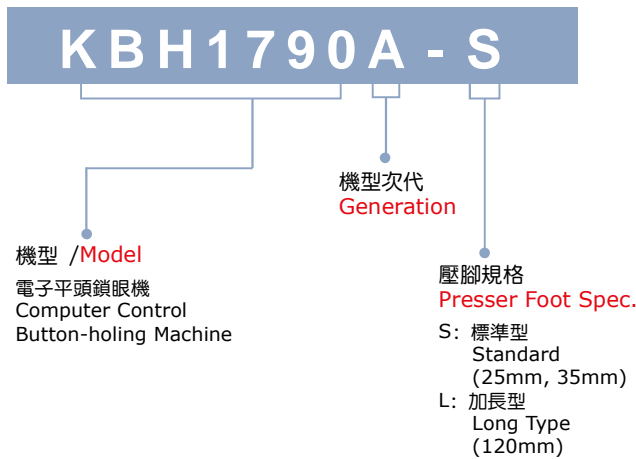 KBH1790A-S
機型次代
Generation
機型 /Model
電子平頭鎖眼機
Computer Control
Button-holing Machine
壓腳規格
Presser Foot Spec.
S: 標準型
Standard
(25mm, 35mm)
L: 加長型
Long Type
(120mm)